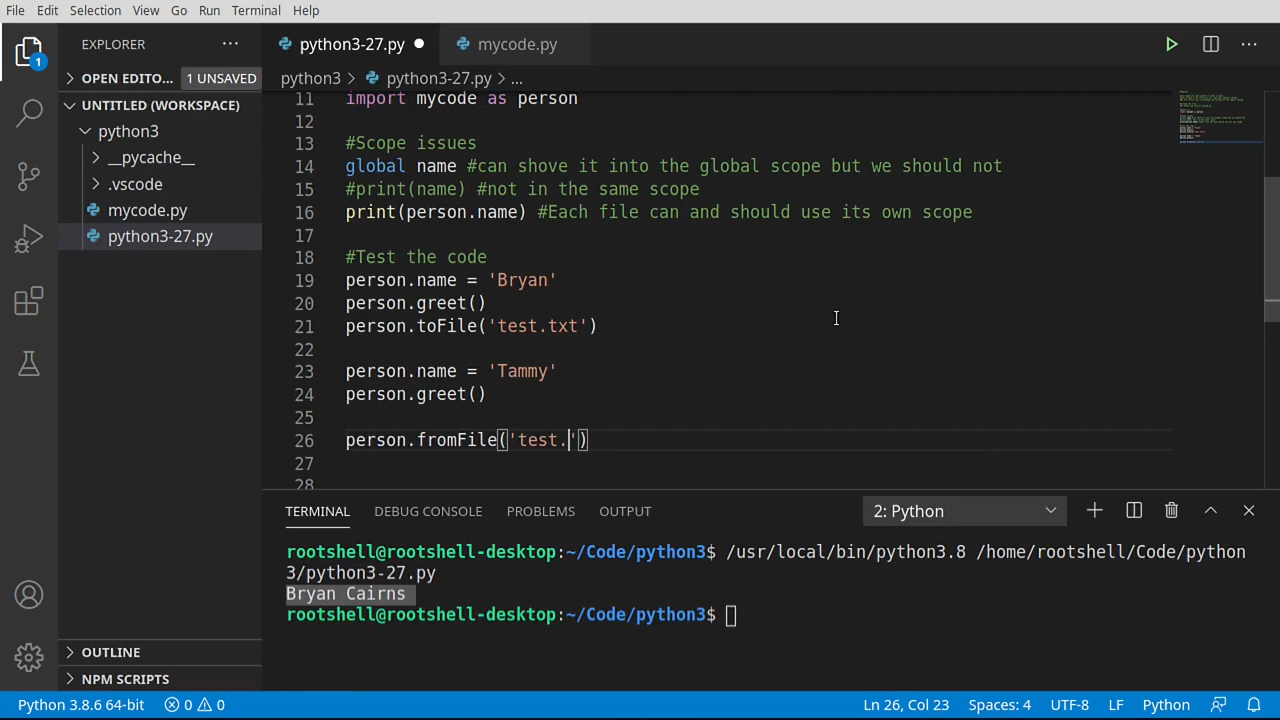 File Edit Selection View Go Run Terminal Help
EXPLORER
python3-27.py
mycode.py
1
OPEN EDITO... 1 UNSAVED
python3 > python3-27.py > ...
UNTITLED (WORKSPACE)
python3
__pycache__
.vscode
mycode.py
python3-27.py
11 import mycode as person
12
13 #Scope issues
14 global name #can shove it into the global scope but we should not
15 #print(name) #not in the same scope
16 print(person.name) #Each file can and should use its own scope
17
18 #Test the code
19 person.name = 'Bryan'
20 person.greet()
21 person.toFile('test.txt')
22
23 person.name = 'Tammy'
24 person.greet()
25
26 person.fromFile('test.')
27
28
TERMINAL DEBUG CONSOLE PROBLEMS OUTPUT 2: Python
rootshell@rootshell-desktop:~/Code/python3$ /usr/local/bin/python3.8 /home/rootshell/Code/python
3/python3-27.py
Bryan Cairns
rootshell@rootshell-desktop:~/Code/python3$
OUTLINE
NPM SCRIPTS
Python 3.8.6 64-bit 0 0 Ln 26, Col 23 Spaces: 4 UTF-8 LF Python